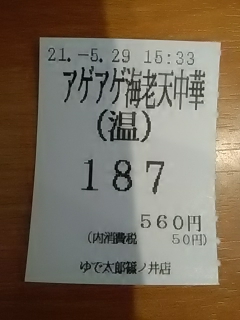 21.-5.29 15:33
アゲアゲ海老天中華
(温)
187
560円
(内消費税 50円)
ゆで太郎篠ノ井店